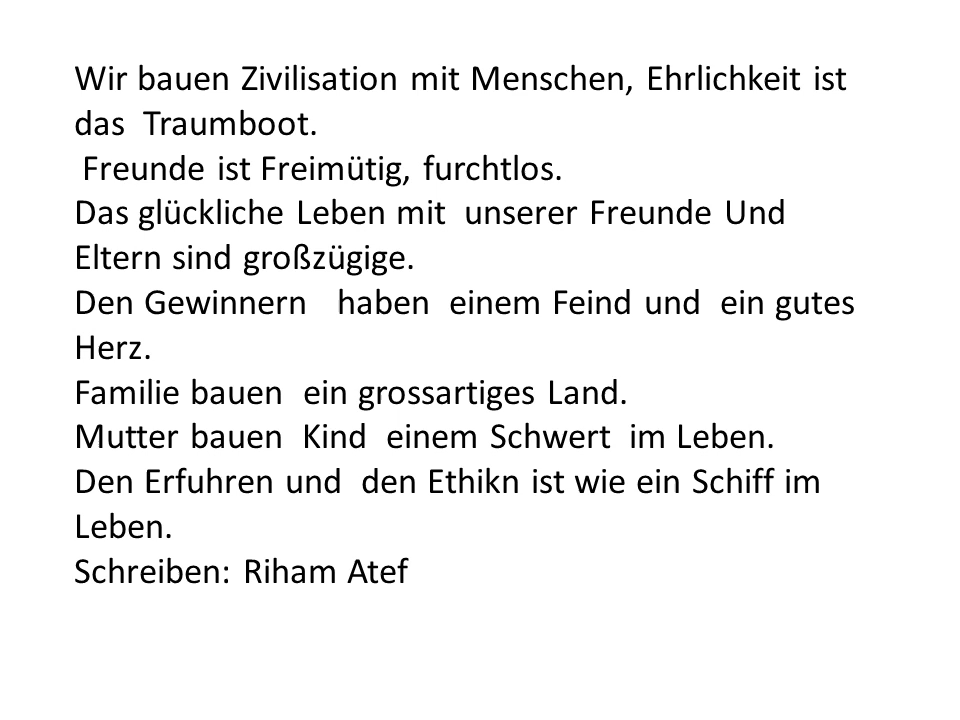 Wir bauen Zivilisation mit Menschen, Ehrlichkeit ist
das Traumboot.
Freunde ist Freimütig, furchtlos.
Das glückliche Leben mit unserer Freunde Und
Eltern sind großzügige.
Den Gewinnern haben einem Feind und ein gutes
Herz.
Familie bauen ein grossartiges Land.
Mutter bauen Kind einem Schwert im Leben.
Den Erfuhren und den Ethikn ist wie ein Schiff im
Leben.
Schreiben: Riham Atef